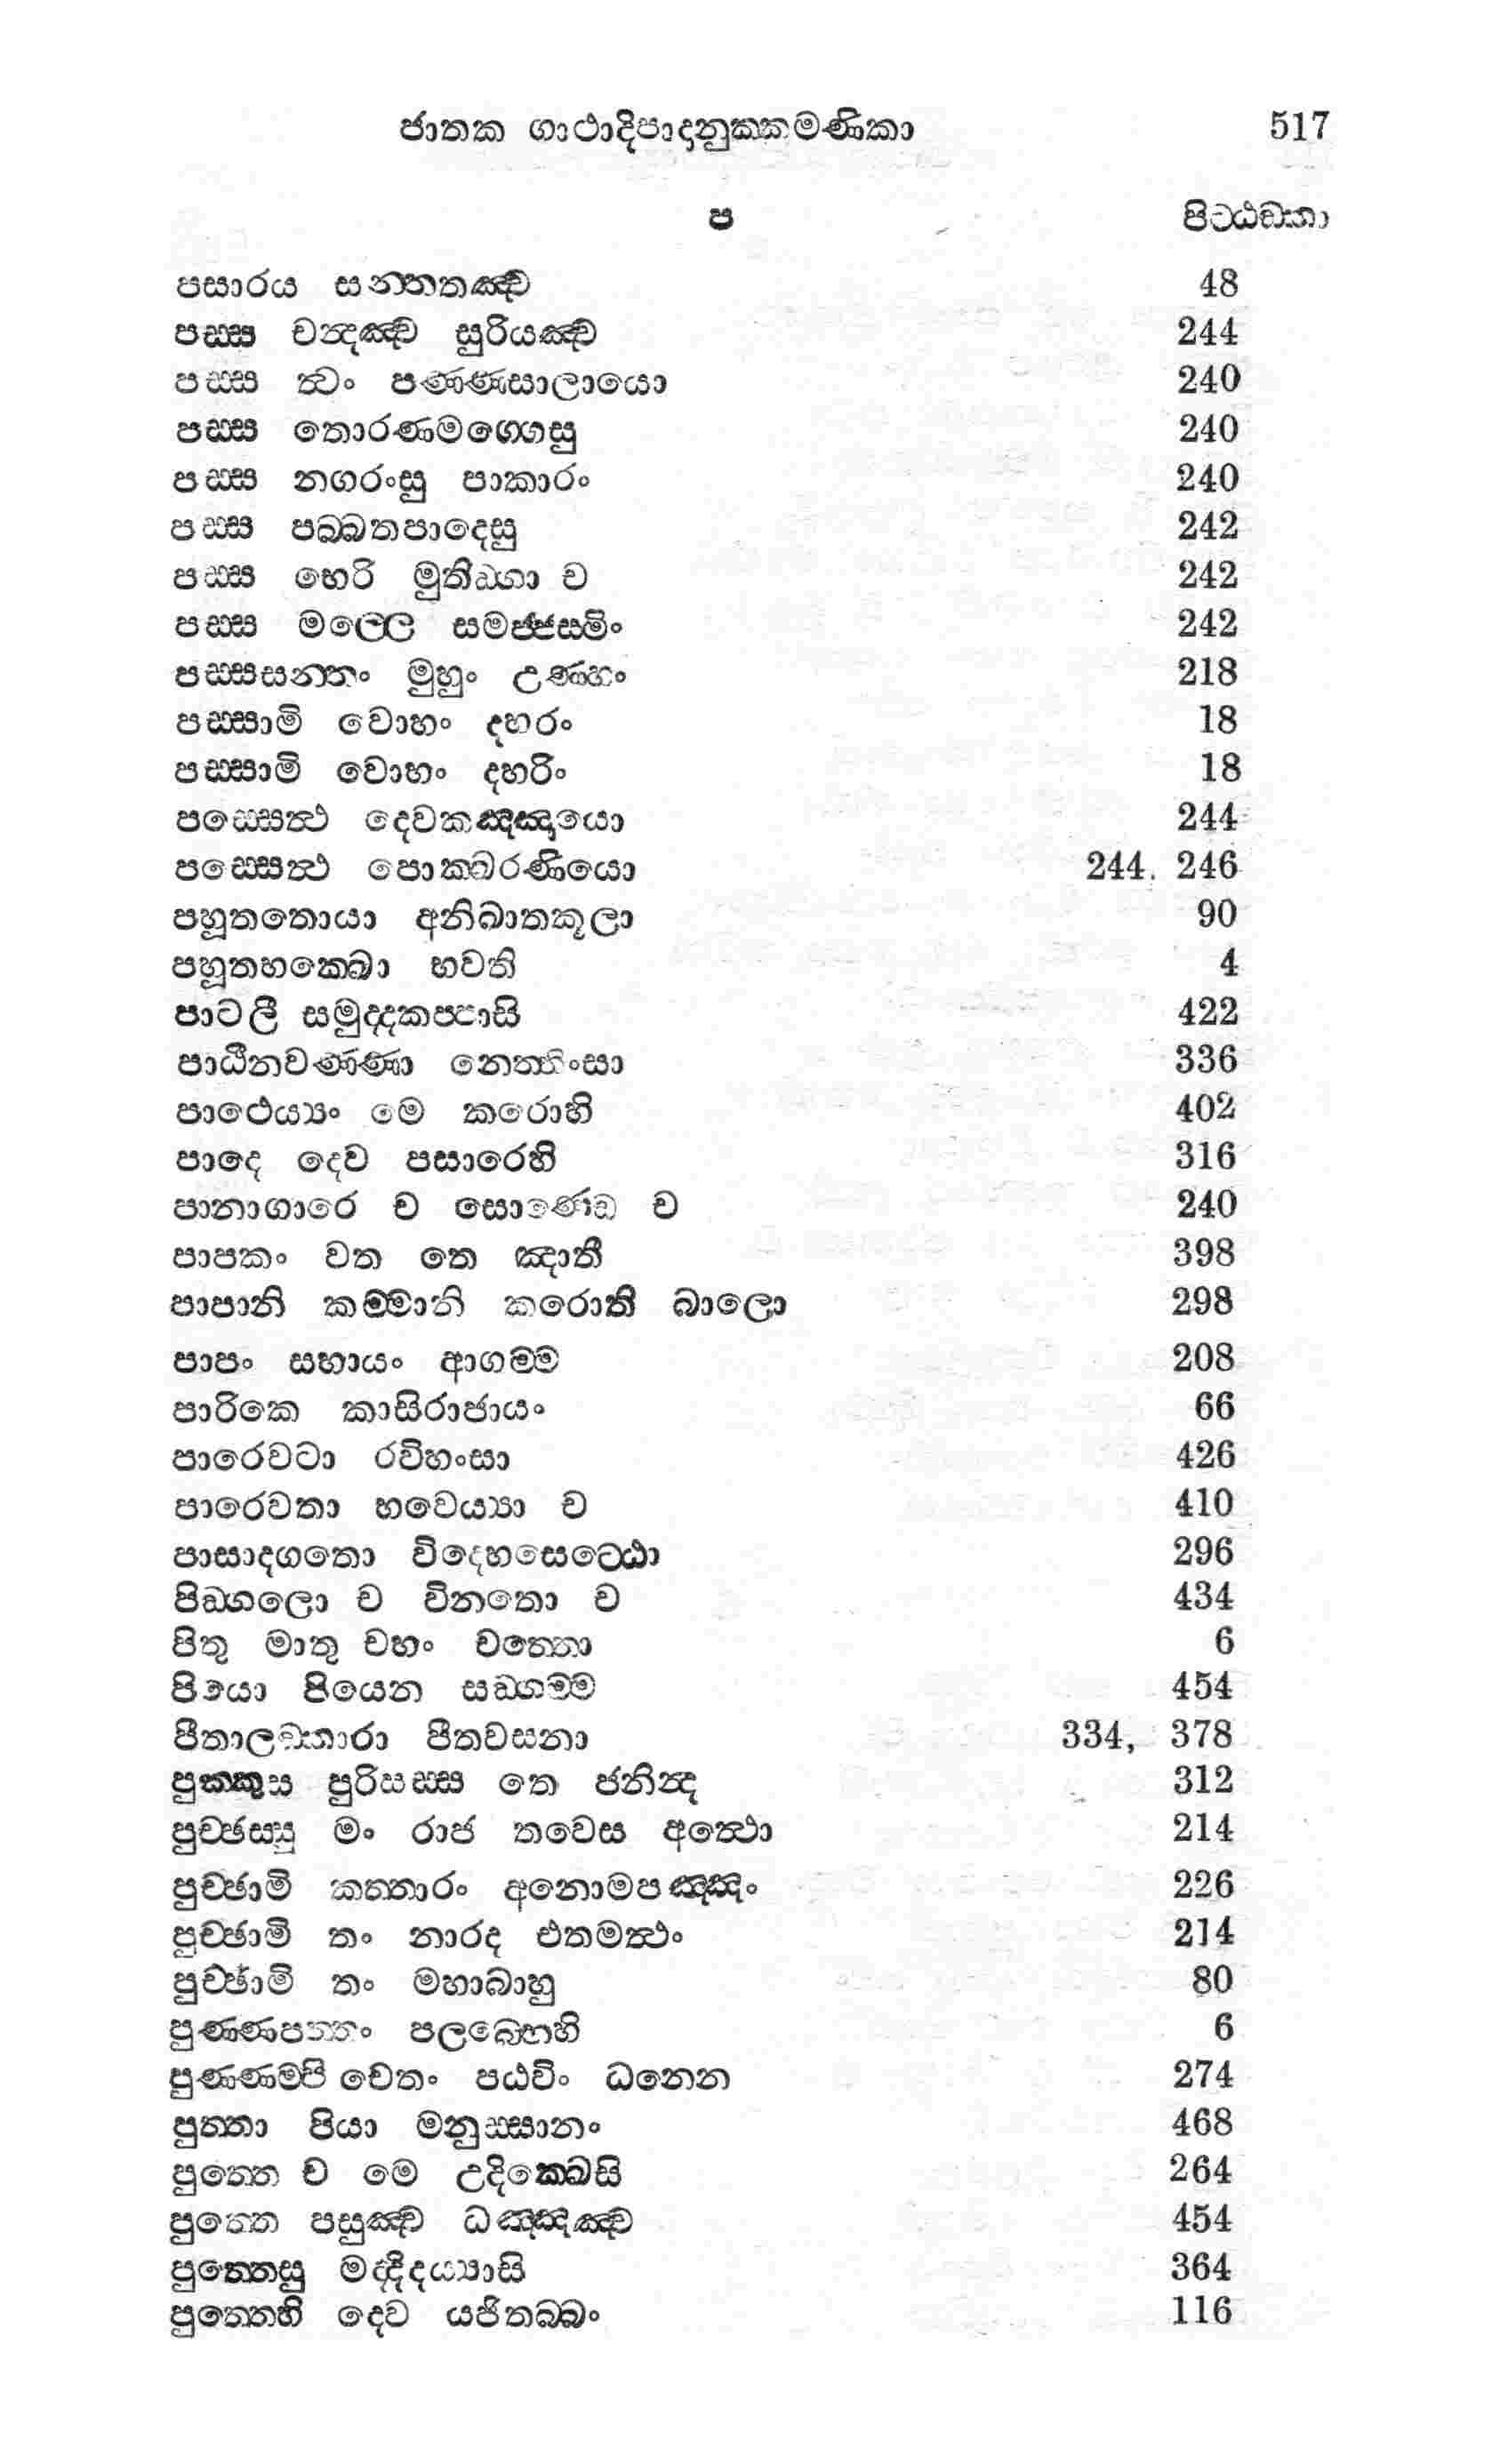 ජාතක ගාථාදිපාදානුක්කමණිකා 517
ප පිට්ඨඞ්කා
පසාරය සන්තතඤ්ච 48
පස්ස චන්දඤ්ච සුරියඤ්ච 244
පස්ස ත්වං පණ්ණසාලායො 240
පස්ස තොරණමග්ගෙසු 240
පස්ස නගරංසු පාකාරං 240
පස්ස පබ්බතපාදෙසු 242
පස්ස භෙරි මුතිඞ්ගා ච 242
පස්ස මල්ලෙ සමජ්ජස්මිං 242
පස්සසන්තං මුහුං උණ්හං 218
පස්සාමි වොහං දහරං 18
පස්සාමි වොහං දහරිං 18
පස්සෙත්ථ දෙවකඤ්ඤායො 244
පස්සෙත්ථ පොක්ඛරණියො 244. 246
පහූතතොයා අනිඛාතකූලා 90
පහූතභක්ඛො භවති 4
පාටලී සමුද්දකප්පාසි 422
පාඨීනවණ්ණා නෙත්තිංසා 336
පාථෙය්‍යං මෙ කරොහි 402
පාදෙ දෙව පසාරෙහි 316
පානාගාරෙ ච සොණ්ඩෙ ච 240
පාපකං වත තෙ ඤාතී 398
පාපානි කම්මානි කරොති බාලො 298
පාපං සහායං ආගම්ම 208
පාරිකෙ කාසිරාජායං 66
පාරෙවටා රවිහංසා 426
පාරෙවතා භවෙය්‍යා ච 410
පාසාදගතො විදෙහසෙට්ඨො 296
පිඞ්ගලො ච විනතො ච 434
පිතු මාතු චහං චත්තො 6
පියො පියෙන සඞ්ගම්ම 454
පීතාලඞ්කාරා පීතවසනා 334, 378
පුක්කුස පුරිසස්ස තෙ ජනින්ද 312
පුච්ඡස්සු මං රාජ තවෙස අත්ථො 214
පුච්ඡාමි කත්තාරං අනොමපඤ්ඤං 226
පුච්ඡාමි තං නාරද එතමත්ථං 214
පුච්ඡාමි තං මහාබාහු 80
පුණ්ණපත්තං පලබ්භෙහි 6
පුණ්ණම්පි චෙතං පඨවිං ධනෙන 274
පුත්තා පියා මනුස්සානං 468
පුත්තෙ ච මෙ උදික්ඛෙසි 264
පුත්තෙ පසුඤ්ච ධඤ්ඤඤ්ච 454
පුත්තෙසු මද්දිදය්‍යාසි 364
පුත්තෙහි දෙව යජිතබ්බං 116